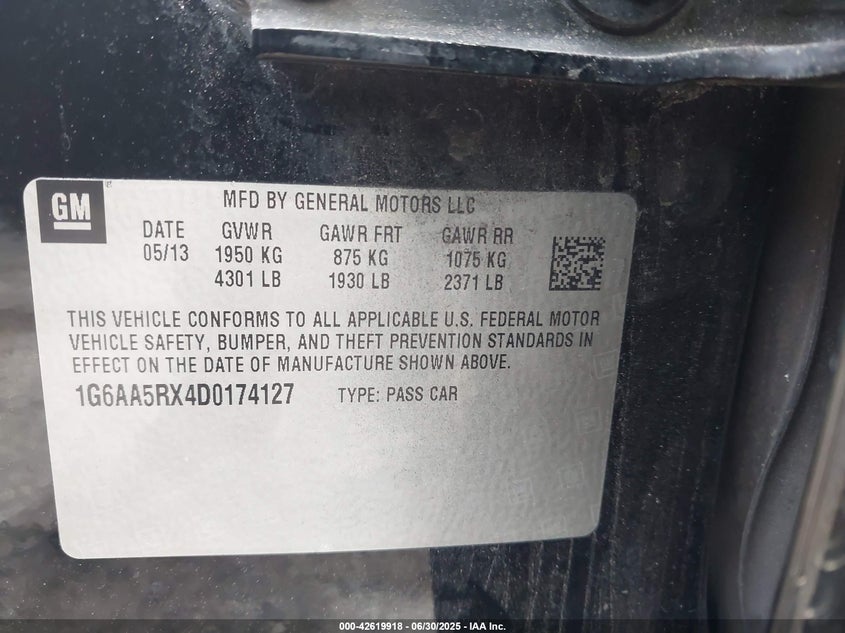 GM
MFD BY GENERAL MOTORS LLC
DATE GVWR GAWR FRT GAWR RR
05/13 1950 KG 875 KG 1075 KG
4301 LB 1930 LB 2371 LB
THIS VEHICLE CONFORMS TO ALL APPLICABLE U.S. FEDERAL MOTOR
VEHICLE SAFETY, BUMPER, AND THEFT PREVENTION STANDARDS IN
EFFECT ON THE DATE OF MANUFACTURE SHOWN ABOVE.
1G6AA5RX4D0174127 TYPE: PASS CAR
000-42619918 - 06/30/2025 - IAA Inc.